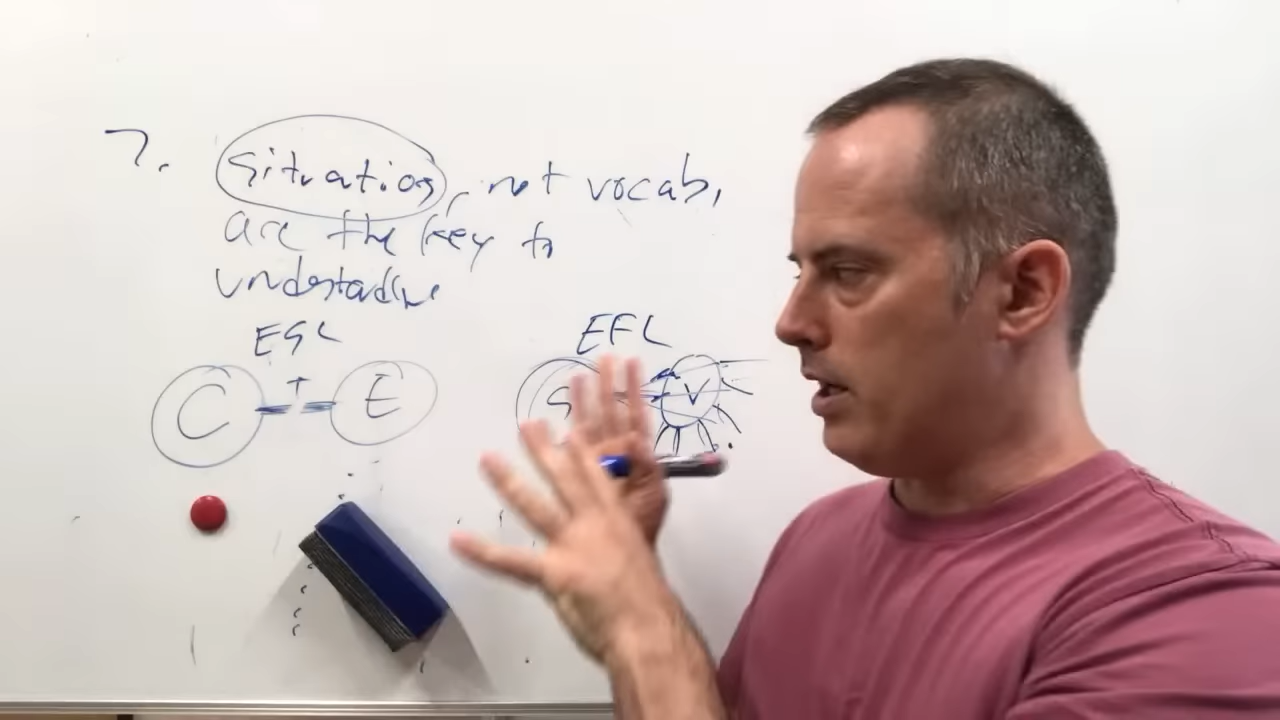 7. Situations, not vocab,
are the key to
understanding
ESL EFL
C T E G V